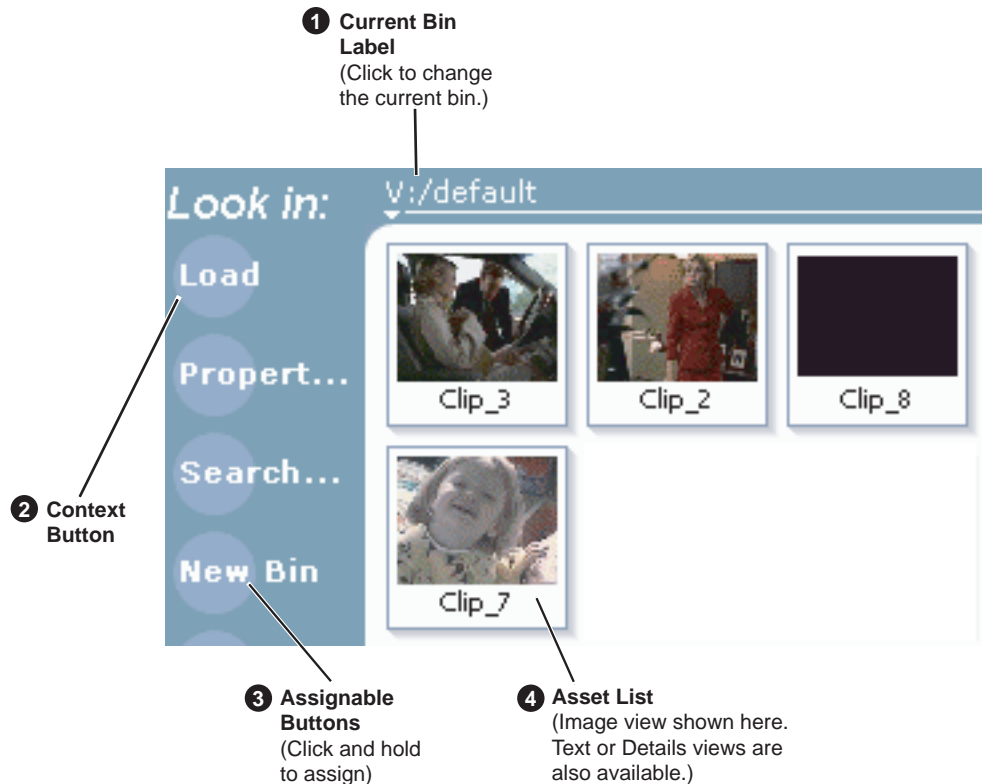 1 Current Bin
Label
(Click to change
the current bin.)
Look in:
V:/default
Load
Propert...
Search...
New Bin
Clip_3
Clip_2
Clip_8
Clip_7
2 Context
Button
3 Assignable
Buttons
(Click and hold
to assign)
4 Asset List
(Image view shown here.
Text or Details views are
also available.)